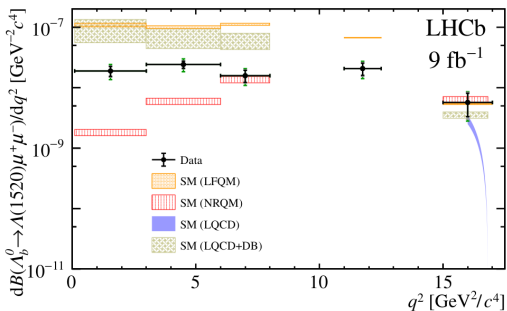 10⁻⁷
10⁻⁹
10⁻¹¹
dB(Λ⁰_b→Λ(1520)μ⁺μ⁻)/dq² [GeV⁻²c⁴]
LHCb
9 fb⁻¹
Data
SM (LFQM)
SM (NRQM)
SM (LQCD)
SM (LQCD+DB)
0 5 10 15
q² [GeV²/c⁴]